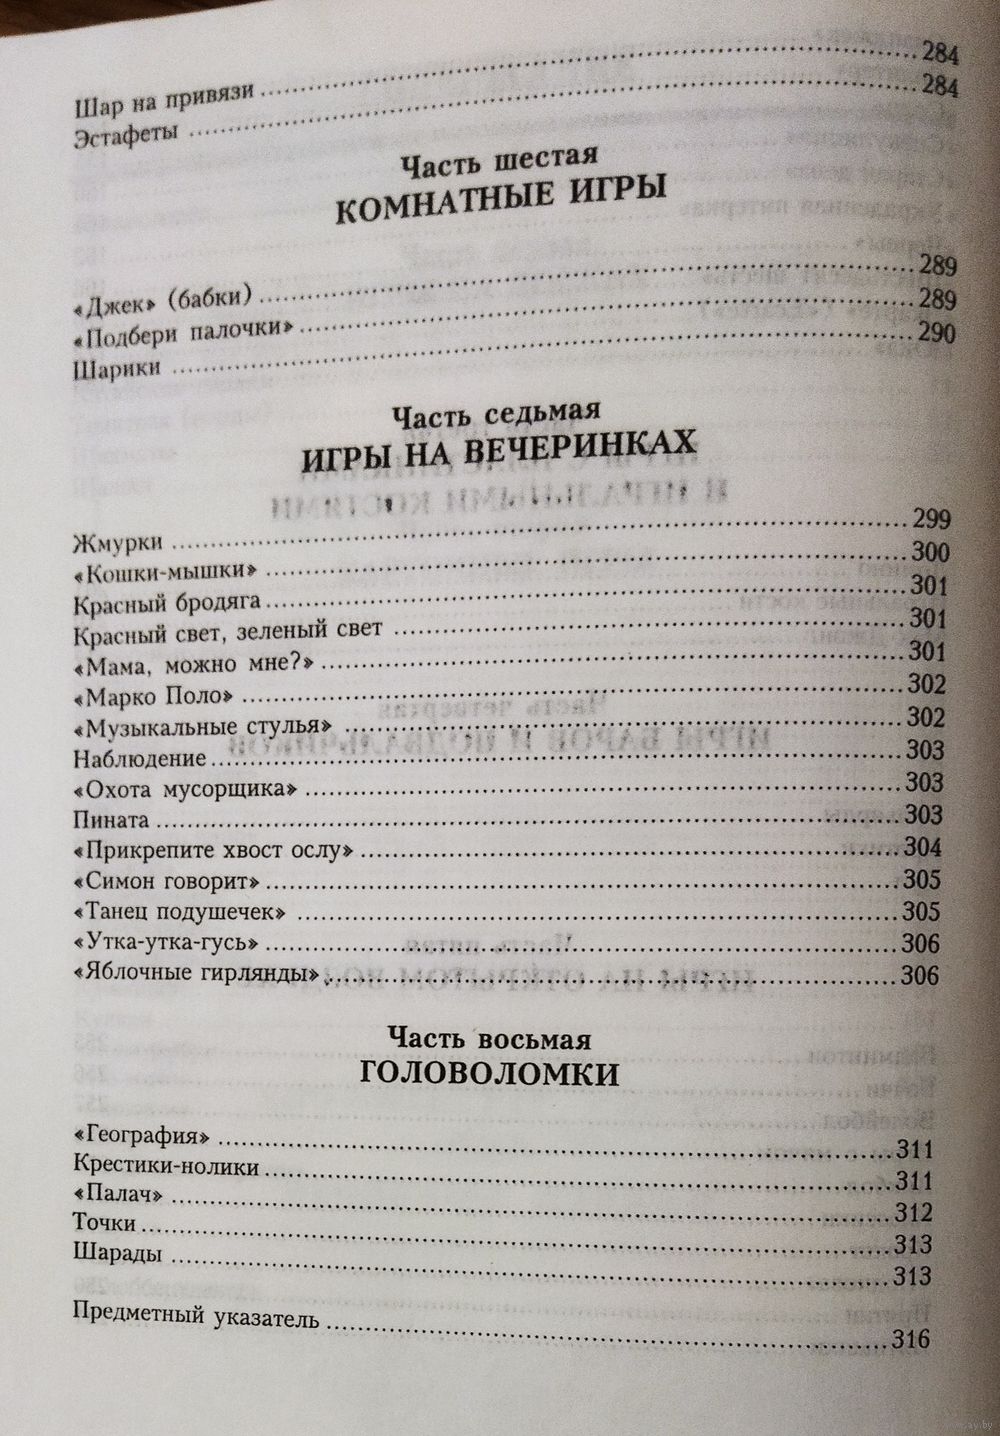 Шар на привязи ........ 284
Эстафеты ........ 284
Часть шестая
КОМНАТНЫЕ ИГРЫ
«Джек» (бабки) ........ 289
«Подбери палочки» ........ 289
Шарики ........ 290
Часть седьмая
ИГРЫ НА ВЕЧЕРИНКАХ
Жмурки ........ 299
«Кошки-мышки» ........ 300
Красный бродяга ........ 301
Красный свет, зеленый свет ........ 301
«Мама, можно мне?» ........ 301
«Марко Поло» ........ 302
«Музыкальные стулья» ........ 302
Наблюдение ........ 303
«Охота мусорщика» ........ 303
Пината ........ 303
«Прикрепите хвост ослу» ........ 304
«Симон говорит» ........ 305
«Танец подушечек» ........ 305
«Утка-утка-гусь» ........ 306
«Яблочные гирлянды» ........ 306
Часть восьмая
ГОЛОВОЛОМКИ
«География» ........ 311
Крестики-нолики ........ 311
«Палач» ........ 312
Точки ........ 313
Шарады ........ 313
Предметный указатель ........ 316